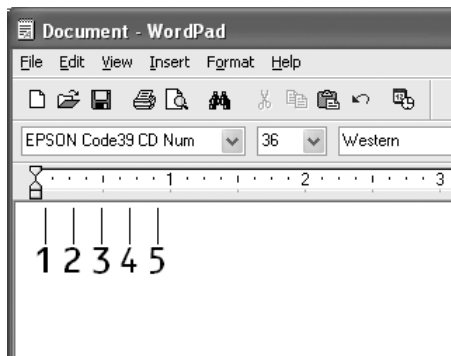 Document - WordPad
File Edit View Insert Format Help
EPSON Code39 CD Num 36 Western
1 2 3
1 2 3 4 5